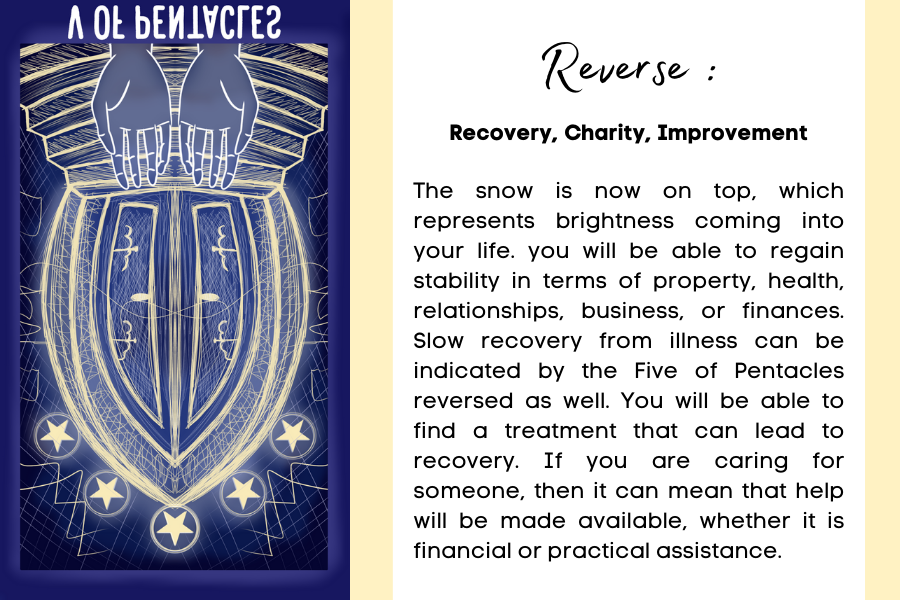 V OF PENTACLES
Reverse :
Recovery, Charity, Improvement
The snow is now on top, which
represents brightness coming into
your life. you will be able to regain
stability in terms of property, health,
relationships, business, or finances.
Slow recovery from illness can be
indicated by the Five of Pentacles
reversed as well. You will be able to
find a treatment that can lead to
recovery. If you are caring for
someone, then it can mean that help
will be made available, whether it is
financial or practical assistance.